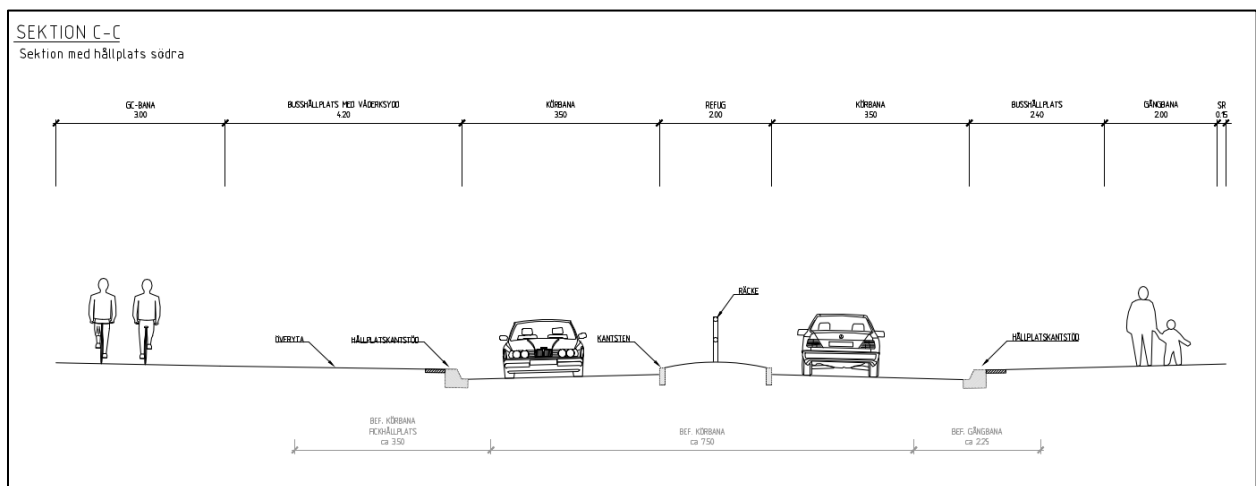 SEKTION C-C
Sektion med hållplats södra
GC-BANA
3.00
BUSSHÅLLPLATS MED VÄDERKSYDD
4.20
KÖRBANA
3.50
REFUG
2.00
KÖRBANA
3.50
BUSSHÅLLPLATS
2.40
GÅNGBANA
2.00
SR
0.15
RÄCKE
ÖVERYTA
HÅLLPLATSKANTSTÖD
KANTSTEN
HÅLLPLATSKANTSTÖD
BEF. KÖRBANA
FICKHÅLLPLATS
ca 3.50
BEF. KÖRBANA
ca 7.50
BEF. GÅNGBANA
ca 2.25